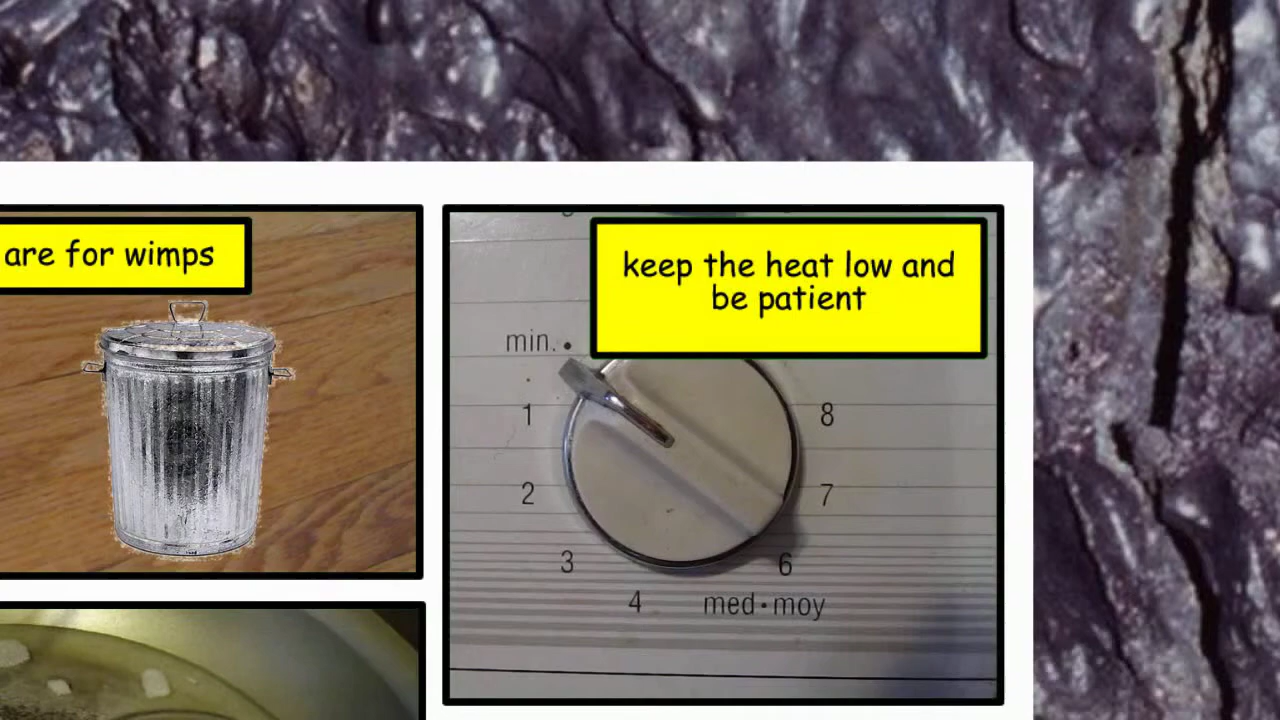 are for wimps
keep the heat low and
be patient
min.
1
8
2
7
3
6
4
med·moy